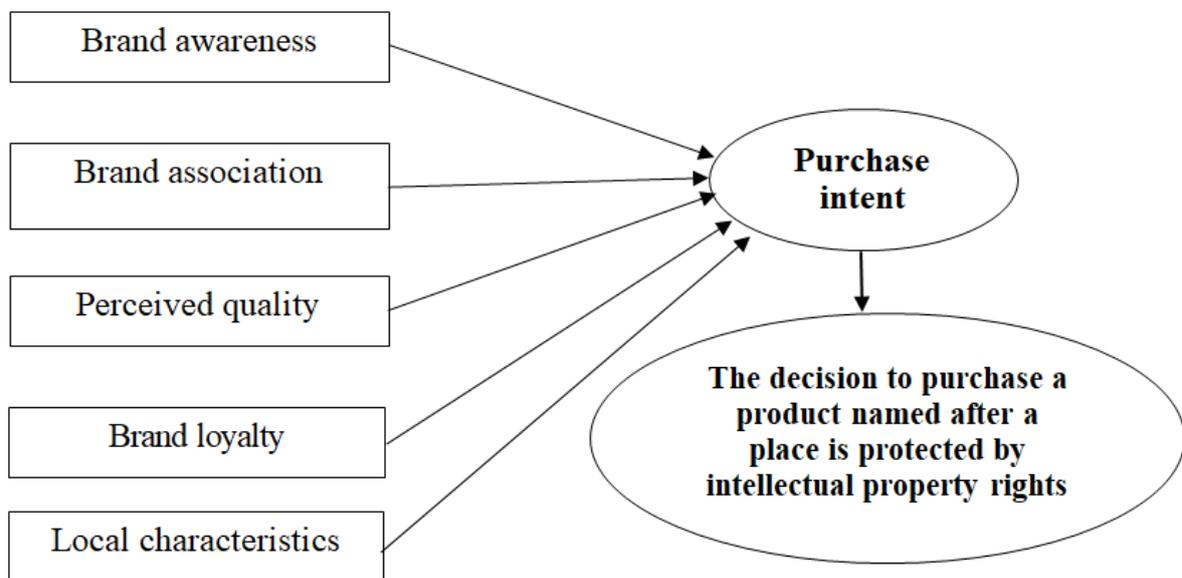 Brand awareness
Brand association
Perceived quality
Brand loyalty
Local characteristics
Purchase
intent
The decision to purchase a
product named after a
place is protected by
intellectual property rights